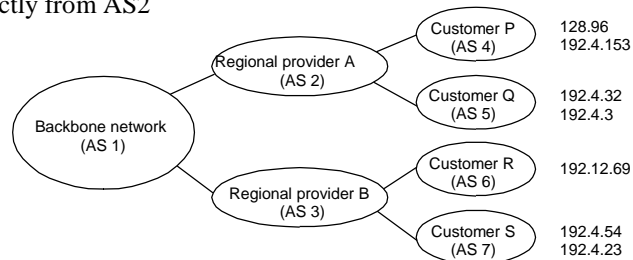 ctly from AS2
Customer P
(AS 4)
128.96
192.4.153
Regional provider A
(AS 2)
Customer Q
(AS 5)
192.4.32
192.4.3
Backbone network
(AS 1)
Customer R
(AS 6)
192.12.69
Regional provider B
(AS 3)
Customer S
(AS 7)
192.4.54
192.4.23